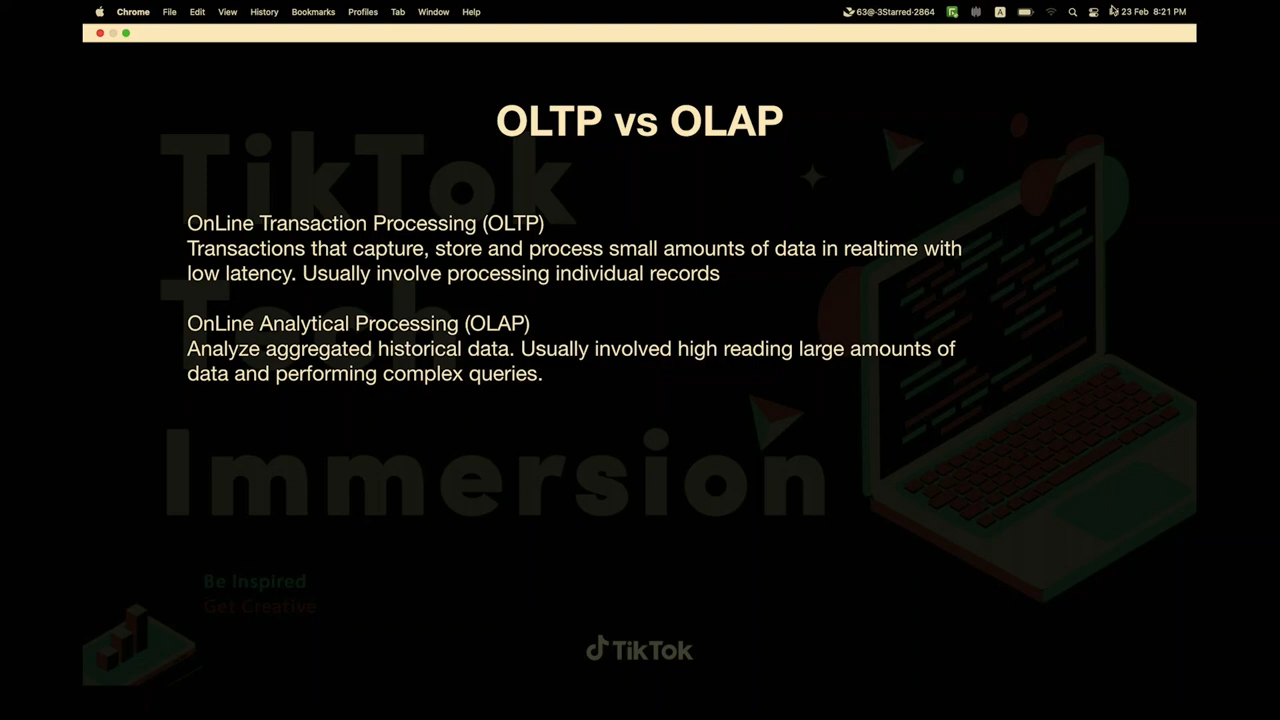 Chrome File Edit View History Bookmarks Profiles Tab Window Help 63@-3Starred-2864 A 23 Feb 8:21 PM
OLTP vs OLAP
TikTok
OnLine Transaction Processing (OLTP)
Transactions that capture, store and process small amounts of data in realtime with
low latency. Usually involve processing individual records
Tech
OnLine Analytical Processing (OLAP)
Analyze aggregated historical data. Usually involved high reading large amounts of
data and performing complex queries.
Immersion
Be Inspired
Get Creative
TikTok